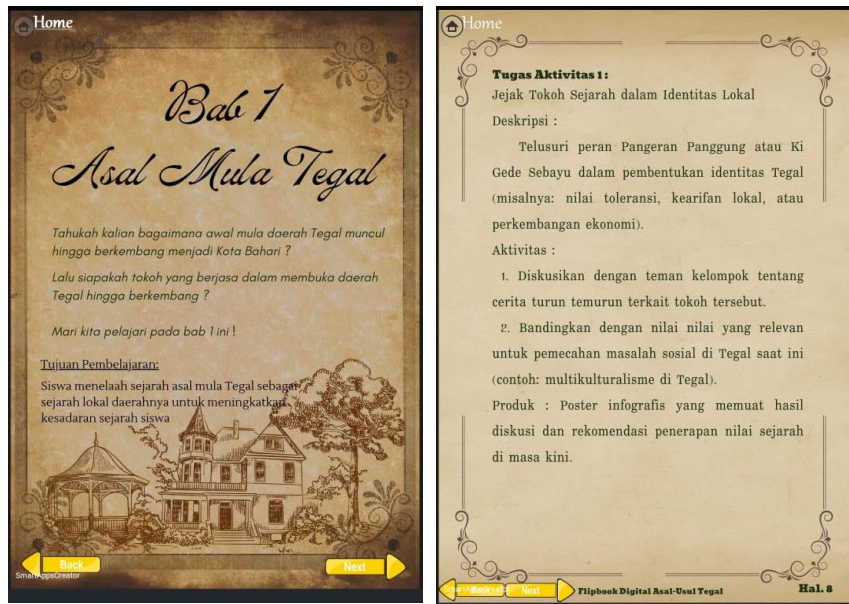 Home
Bab 1
Asal Mula Tegal
Tahukah kalian bagaimana awal mula daerah Tegal muncul
hingga berkembang menjadi Kota Bahari ?
Lalu siapakah tokoh yang berjasa dalam membuka daerah
Tegal hingga berkembang ?
Mari kita pelajari pada bab 1 ini !
Tujuan Pembelajaran:
Siswa menelaah sejarah asal mula Tegal sebagai
sejarah lokal daerahnya untuk meningkatkan
kesadaran sejarah siswa
Back
Next
SmartAppsCreator
Home
Tugas Aktivitas 1 :
Jejak Tokoh Sejarah dalam Identitas Lokal
Deskripsi :
Telusuri peran Pangeran Panggung atau Ki
Gede Sebayu dalam pembentukan identitas Tegal
(misalnya: nilai toleransi, kearifan lokal, atau
perkembangan ekonomi).
Aktivitas :
1. Diskusikan dengan teman kelompok tentang
cerita turun temurun terkait tokoh tersebut.
2. Bandingkan dengan nilai nilai yang relevan
untuk pemecahan masalah sosial di Tegal saat ini
(contoh: multikulturalisme di Tegal).
Produk : Poster infografis yang memuat hasil
diskusi dan rekomendasi penerapan nilai sejarah
di masa kini.
SmartAppsCreator
Back
Next
Flipbook Digital Asal-Usul Tegal
Hal. 8